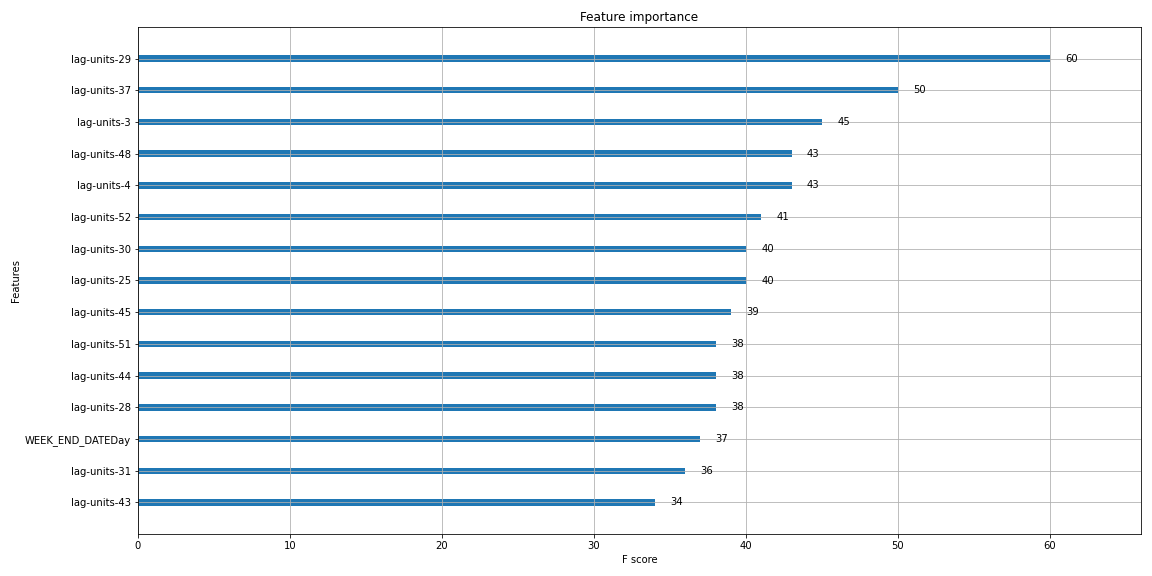 Feature importance
Features
lag-units-29 60
lag-units-37 50
lag-units-3 45
lag-units-48 43
lag-units-4 43
lag-units-52 41
lag-units-30 40
lag-units-25 40
lag-units-45 39
lag-units-51 38
lag-units-44 38
lag-units-28 38
WEEK_END_DATEDay 37
lag-units-31 36
lag-units-43 34
0 10 20 30 40 50 60
F score